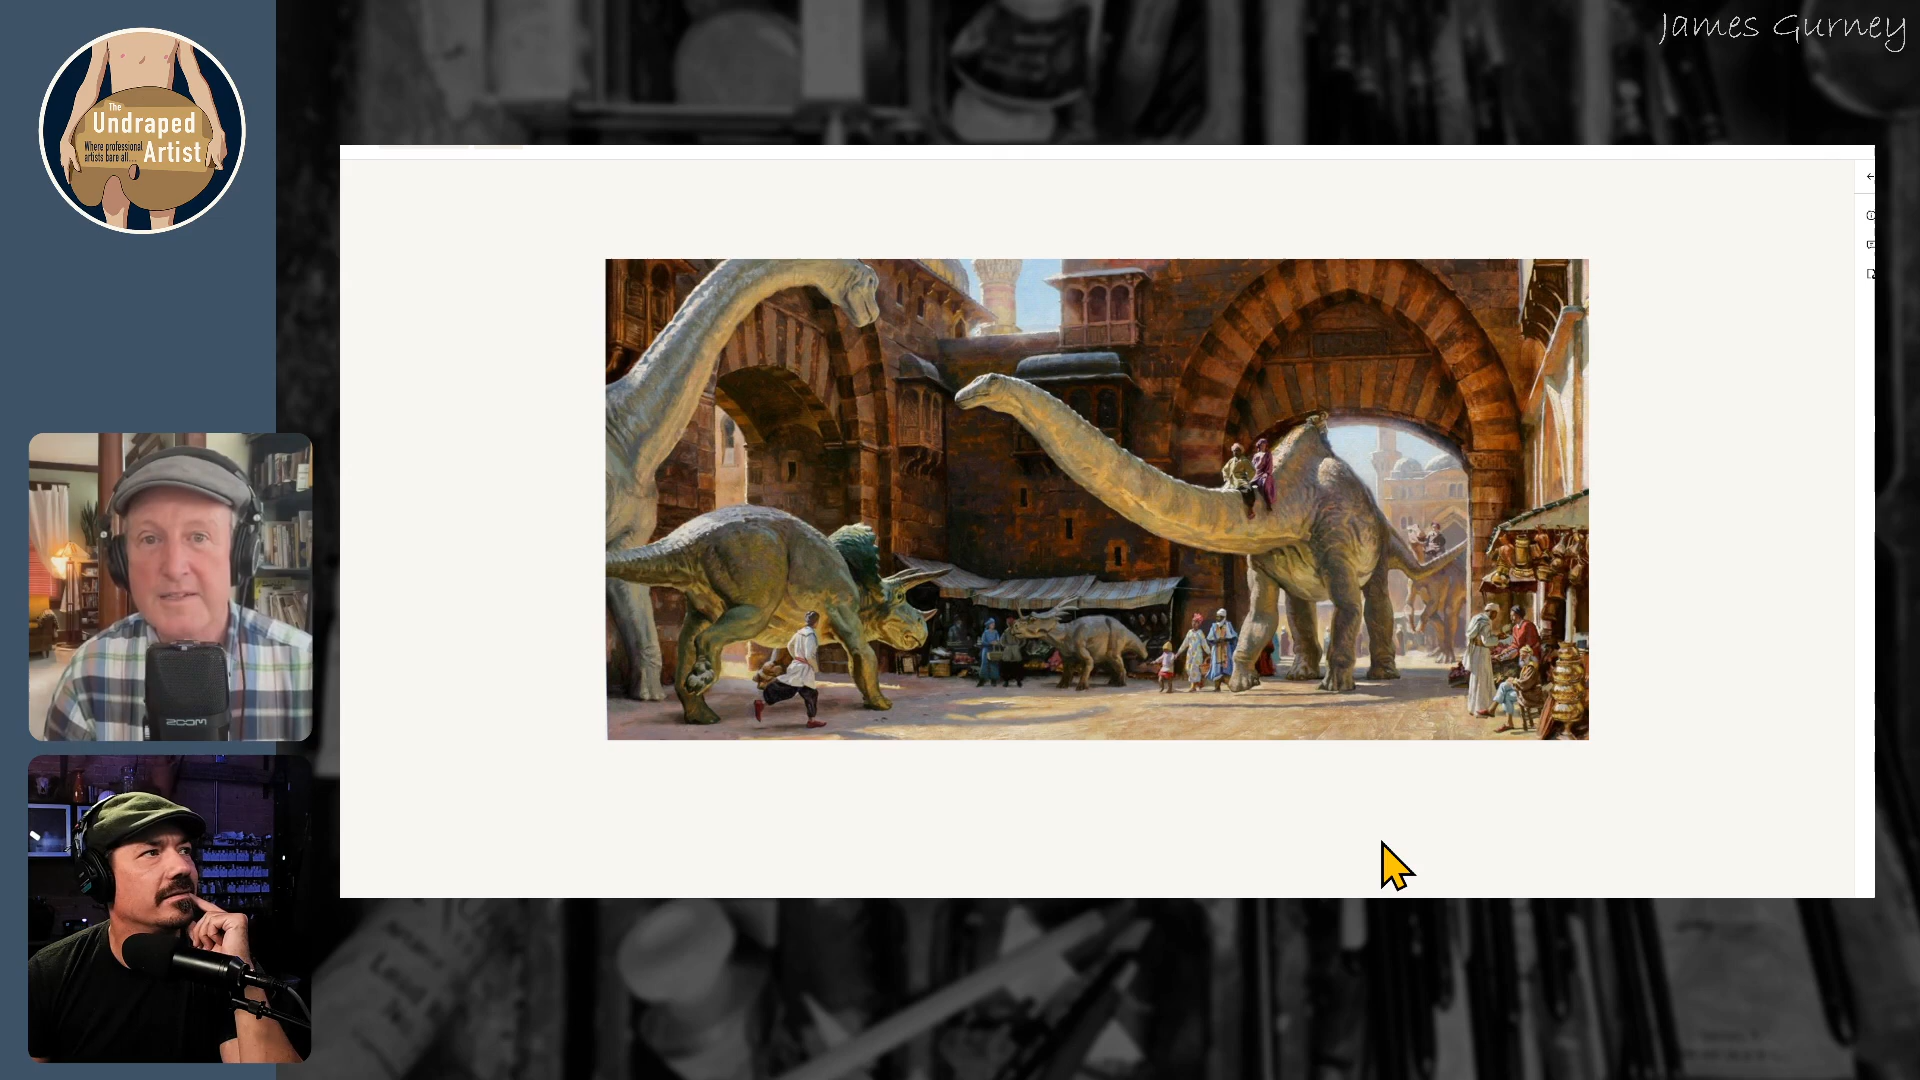 James Gurney
The
Undraped
Where professional
artists bare all...
Artist
ZOOM